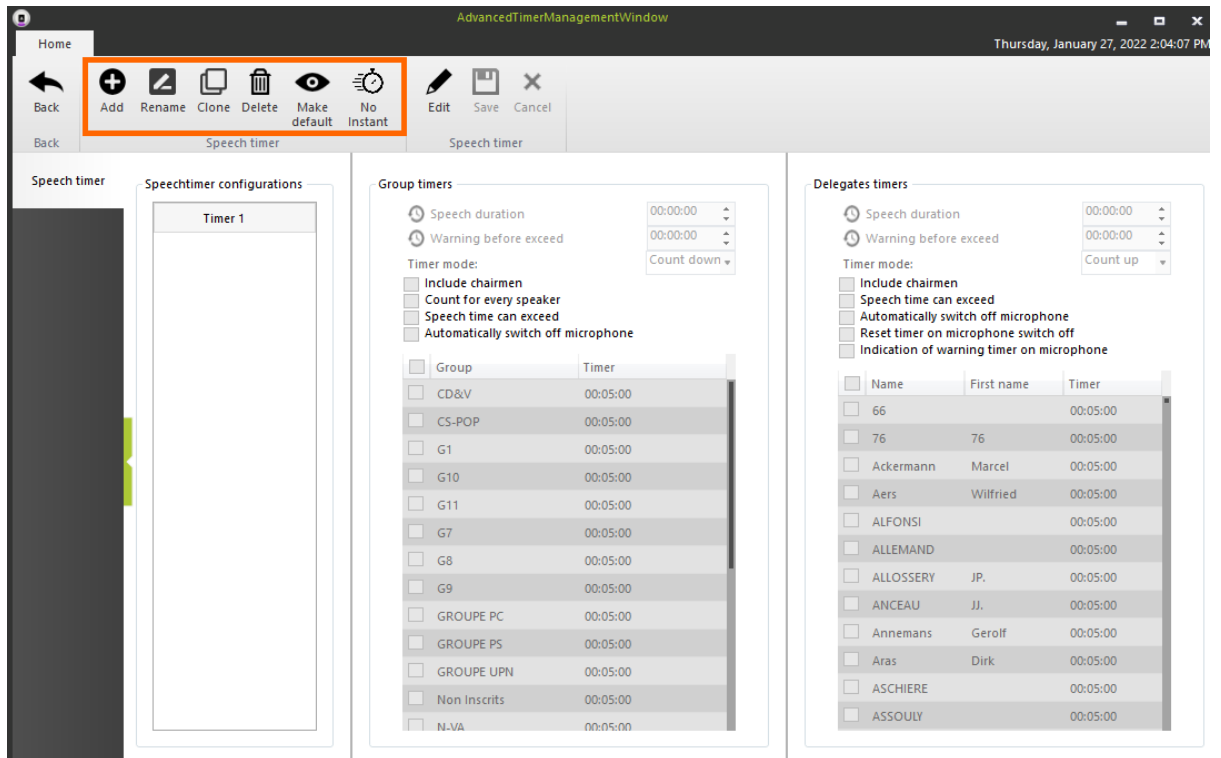 AdvancedTimerManagementWindow
Home
Thursday, January 27, 2022 2:04:07 PM
Back
Add
Rename
Clone
Delete
Make default
No Instant
Edit
Save
Cancel
Back
Speech timer
Speech timer
Speech timer
Speechtimer configurations
Timer 1
Group timers
Speech duration 00:00:00
Warning before exceed 00:00:00
Timer mode: Count down
Include chairmen
Count for every speaker
Speech time can exceed
Automatically switch off microphone
Group Timer
CD&V 00:05:00
CS-POP 00:05:00
G1 00:05:00
G10 00:05:00
G11 00:05:00
G7 00:05:00
G8 00:05:00
G9 00:05:00
GROUPE PC 00:05:00
GROUPE PS 00:05:00
GROUPE UPN 00:05:00
Non Inscrits 00:05:00
N-VA 00:05:00
Delegates timers
Speech duration 00:00:00
Warning before exceed 00:00:00
Timer mode: Count up
Include chairmen
Speech time can exceed
Automatically switch off microphone
Reset timer on microphone switch off
Indication of warning timer on microphone
Name First name Timer
66 00:05:00
76 76 00:05:00
Ackermann Marcel 00:05:00
Aers Wilfried 00:05:00
ALFONSI 00:05:00
ALLEMAND 00:05:00
ALLOSSERY JP. 00:05:00
ANCEAU JJ. 00:05:00
Annemans Gerolf 00:05:00
Aras Dirk 00:05:00
ASCHIERE 00:05:00
ASSOULY 00:05:00